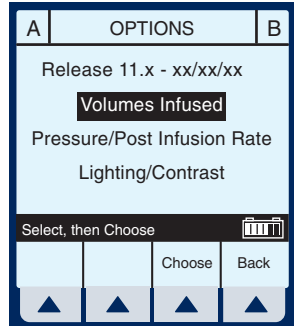 A OPTIONS B
Release 11.x - xx/xx/xx
Volumes Infused
Pressure/Post Infusion Rate
Lighting/Contrast
Select, then Choose
Choose Back